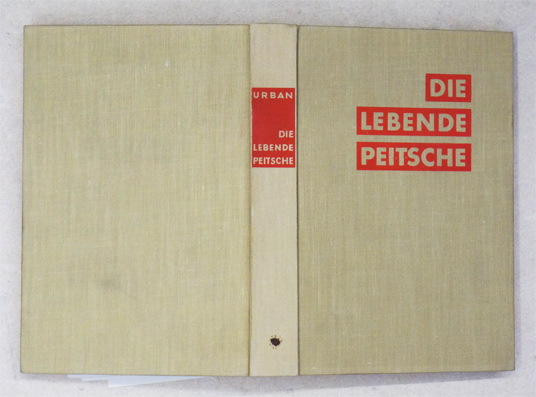 URBAN
DIE
LEBENDE
PEITSCHE
DIE
LEBENDE
PEITSCHE